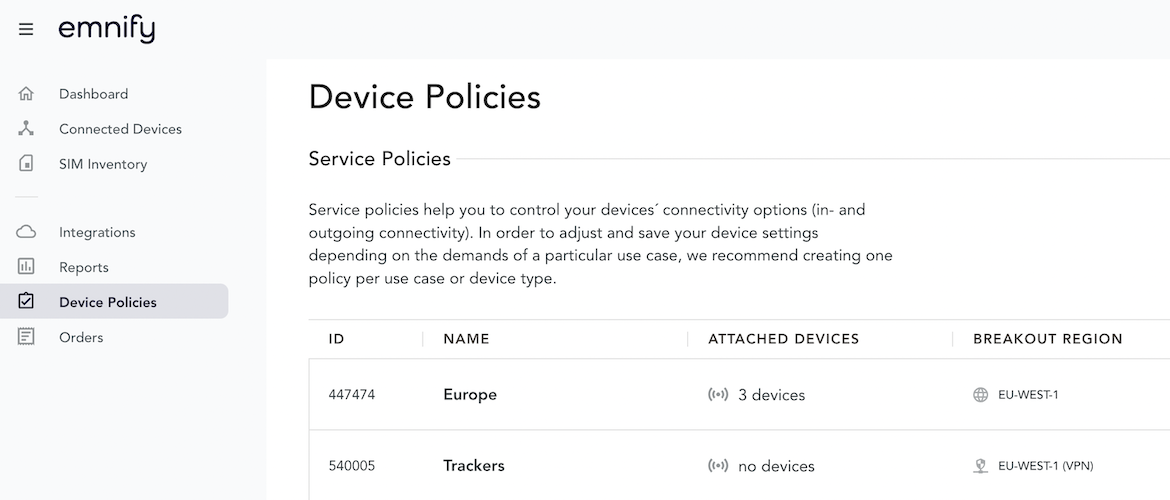 emnify
Dashboard
Connected Devices
SIM Inventory
Integrations
Reports
Device Policies
Orders
Device Policies
Service Policies
Service policies help you to control your devices´ connectivity options (in- and
outgoing connectivity). In order to adjust and save your device settings
depending on the demands of a particular use case, we recommend creating one
policy per use case or device type.
ID NAME ATTACHED DEVICES BREAKOUT REGION
447474 Europe 3 devices EU-WEST-1
540005 Trackers no devices EU-WEST-1 (VPN)